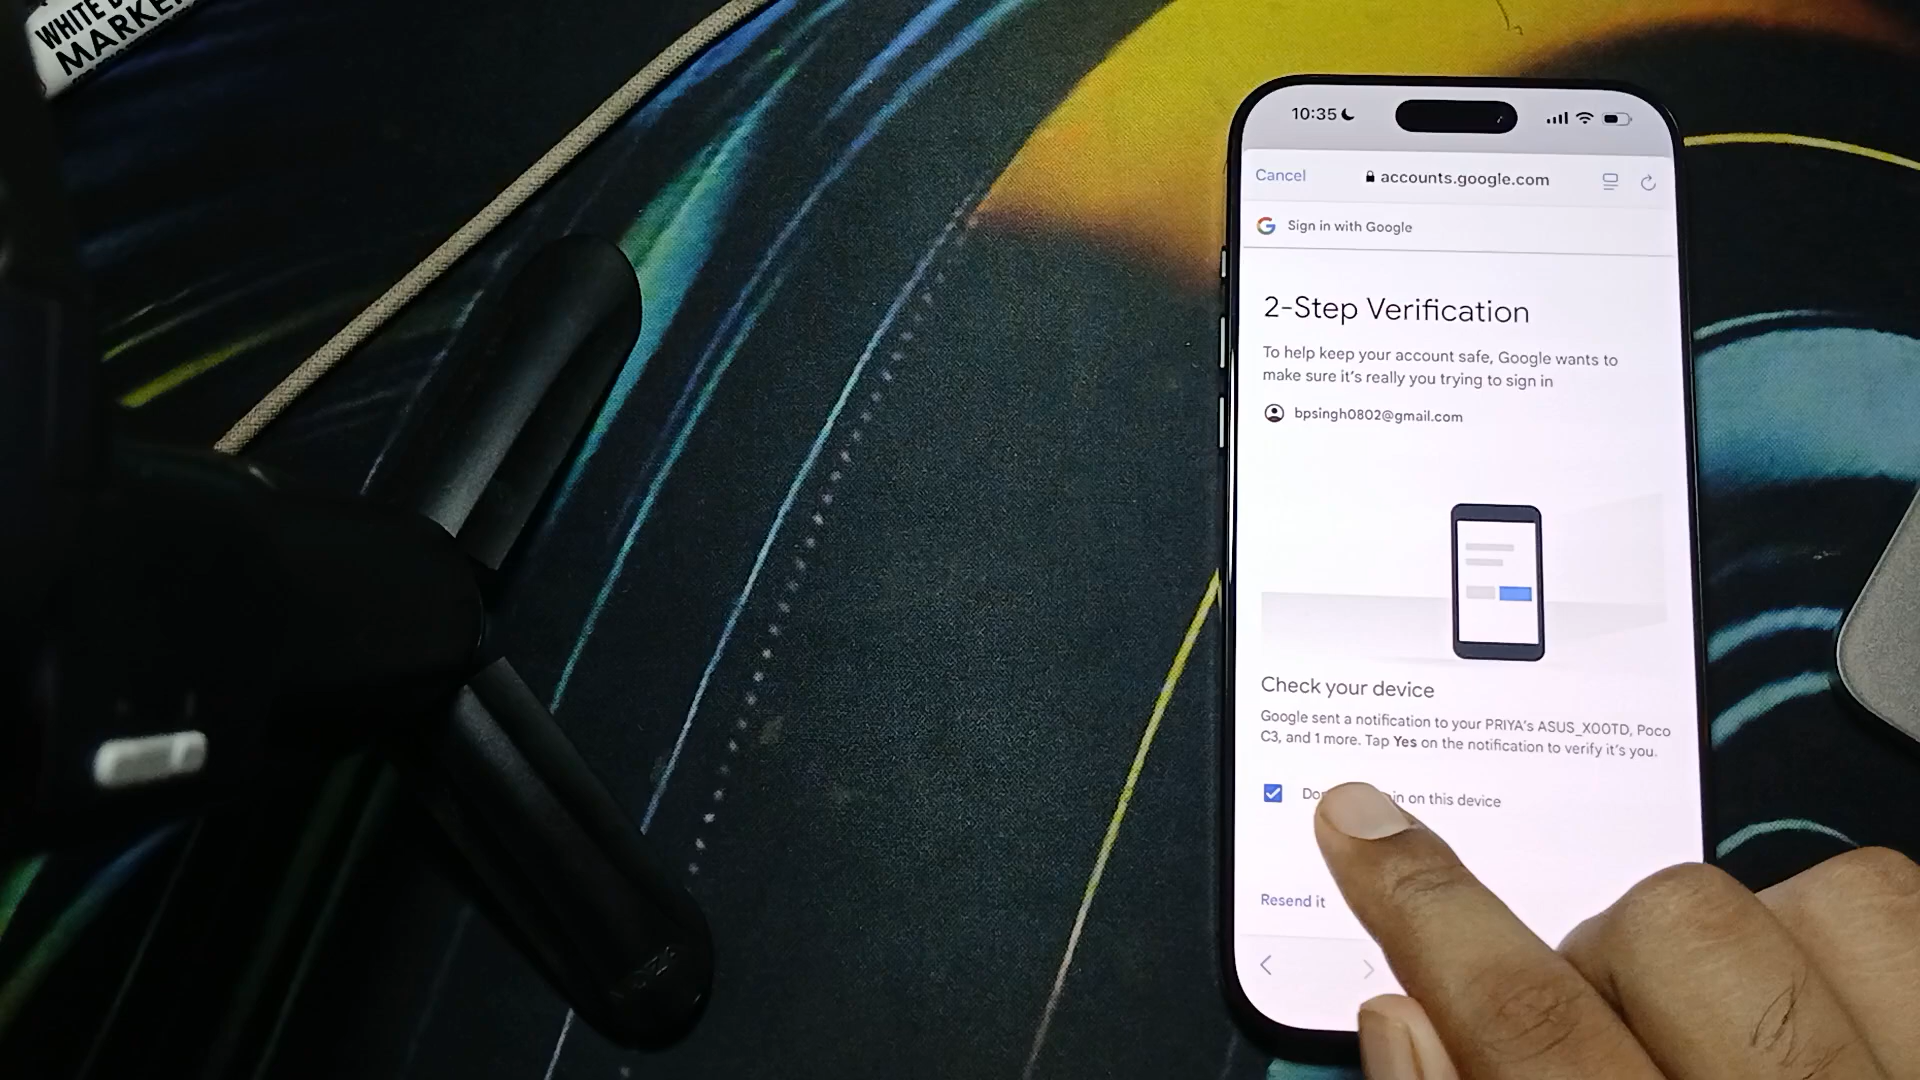 WHITE B
MARKE
10:35
Cancel
accounts.google.com
Sign in with Google
2-Step Verification
To help keep your account safe, Google wants to
make sure it's really you trying to sign in
bpsingh0802@gmail.com
Check your device
Google sent a notification to your PRIYA's ASUS_X00TD, Poco
C3, and 1 more. Tap Yes on the notification to verify it's you.
on this device
Resend it